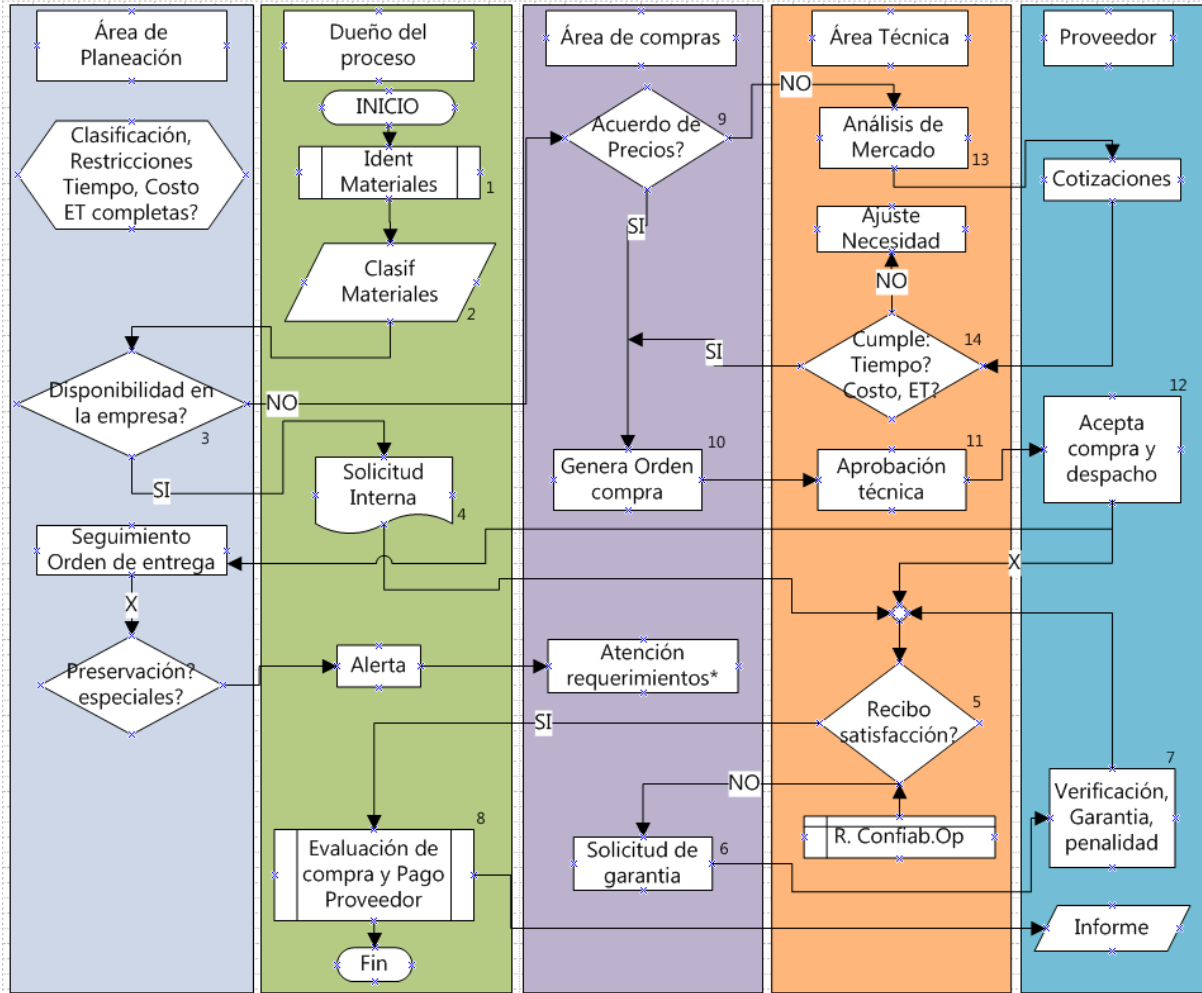 Área de
Planeación
Dueño del
proceso
Área de compras
Área Técnica
Proveedor
INICIO
Clasificación,
Restricciones
Tiempo, Costo
ET completas?
Ident
Materiales
1
Clasif
Materiales
2
Acuerdo de
Precios?
9
NO
SI
Análisis de
Mercado
13
Cotizaciones
Ajuste
Necesidad
NO
Cumple:
Tiempo?
Costo, ET?
14
SI
Disponibilidad en
la empresa?
3
NO
SI
Solicitud
Interna
4
Genera Orden
compra
10
Aprobación
técnica
11
Acepta
compra y
despacho
12
Seguimiento
Orden de entrega
X
X
Preservación?
especiales?
Alerta
Atención
requerimientos*
Recibo
satisfacción?
5
SI
NO
Solicitud de
garantia
6
R. Confiab.Op
Verificación,
Garantia,
penalidad
7
Evaluación de
compra y Pago
Proveedor
8
Informe
Fin